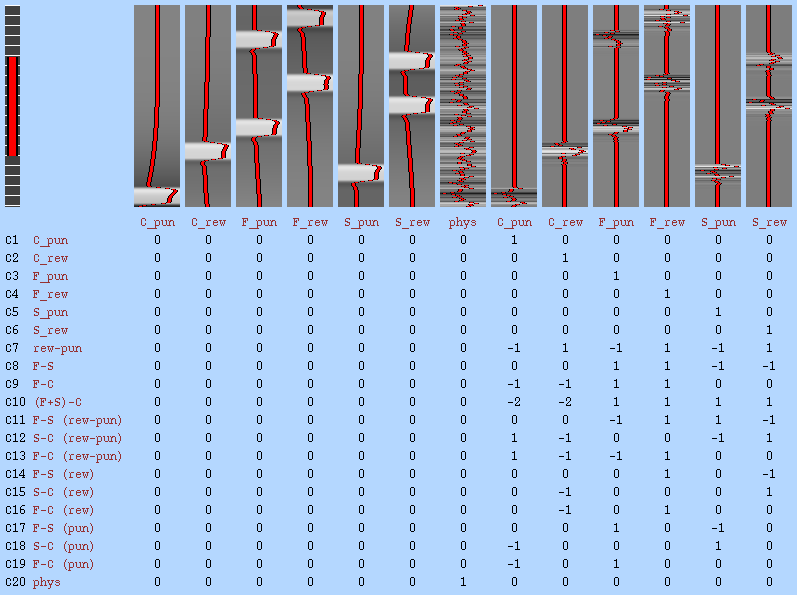 C_pun C_rew F_pun F_rew S_pun S_rew phys C_pun C_rew F_pun F_rew S_pun S_rew
C1 C_pun 0 0 0 0 0 0 0 1 0 0 0 0 0
C2 C_rew 0 0 0 0 0 0 0 0 1 0 0 0 0
C3 F_pun 0 0 0 0 0 0 0 0 0 1 0 0 0
C4 F_rew 0 0 0 0 0 0 0 0 0 0 1 0 0
C5 S_pun 0 0 0 0 0 0 0 0 0 0 0 1 0
C6 S_rew 0 0 0 0 0 0 0 0 0 0 0 0 1
C7 rew-pun 0 0 0 0 0 0 0 -1 1 -1 1 -1 1
C8 F-S 0 0 0 0 0 0 0 0 0 1 1 -1 -1
C9 F-C 0 0 0 0 0 0 0 -1 -1 1 1 0 0
C10 (F+S)-C 0 0 0 0 0 0 0 -2 -2 1 1 1 1
C11 F-S (rew-pun) 0 0 0 0 0 0 0 0 0 -1 1 1 -1
C12 S-C (rew-pun) 0 0 0 0 0 0 0 1 -1 0 0 -1 1
C13 F-C (rew-pun) 0 0 0 0 0 0 0 1 -1 -1 1 0 0
C14 F-S (rew) 0 0 0 0 0 0 0 0 0 0 1 0 -1
C15 S-C (rew) 0 0 0 0 0 0 0 0 -1 0 0 0 1
C16 F-C (rew) 0 0 0 0 0 0 0 0 -1 0 1 0 0
C17 F-S (pun) 0 0 0 0 0 0 0 0 0 1 0 -1 0
C18 S-C (pun) 0 0 0 0 0 0 0 -1 0 0 0 1 0
C19 F-C (pun) 0 0 0 0 0 0 0 -1 0 1 0 0 0
C20 phys 0 0 0 0 0 0 1 0 0 0 0 0 0